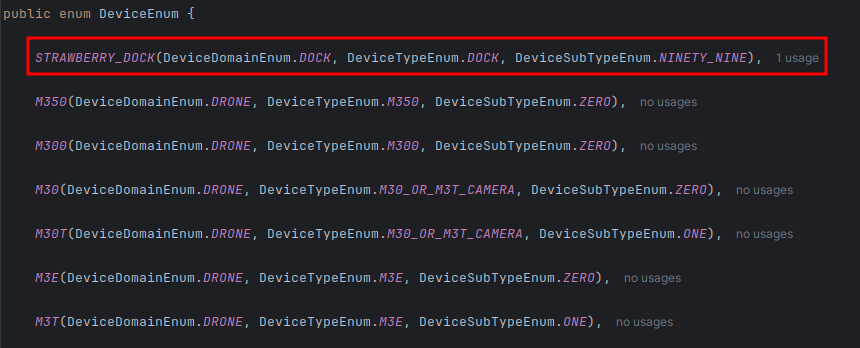 public enum DeviceEnum {
STRAWBERRY_DOCK(DeviceDomainEnum.DOCK, DeviceTypeEnum.DOCK, DeviceSubTypeEnum.NINETY_NINE), 1 usage
M350(DeviceDomainEnum.DRONE, DeviceTypeEnum.M350, DeviceSubTypeEnum.ZERO), no usages
M300(DeviceDomainEnum.DRONE, DeviceTypeEnum.M300, DeviceSubTypeEnum.ZERO), no usages
M30(DeviceDomainEnum.DRONE, DeviceTypeEnum.M30_OR_M3T_CAMERA, DeviceSubTypeEnum.ZERO), no usages
M30T(DeviceDomainEnum.DRONE, DeviceTypeEnum.M30_OR_M3T_CAMERA, DeviceSubTypeEnum.ONE), no usages
M3E(DeviceDomainEnum.DRONE, DeviceTypeEnum.M3E, DeviceSubTypeEnum.ZERO), no usages
M3T(DeviceDomainEnum.DRONE, DeviceTypeEnum.M3E, DeviceSubTypeEnum.ONE), no usages